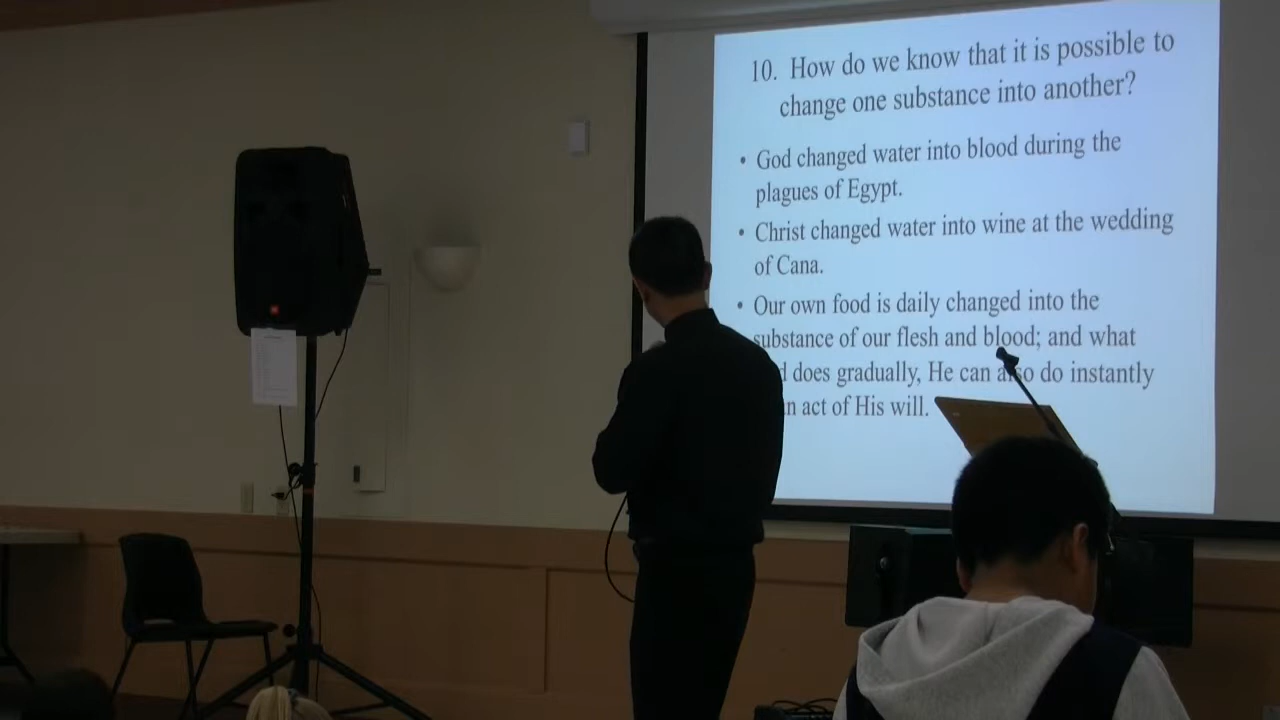 10. How do we know that it is possible to
change one substance into another?
• God changed water into blood during the
plagues of Egypt.
• Christ changed water into wine at the wedding
of Cana.
• Our own food is daily changed into the
substance of our flesh and blood; and what
does gradually, He can also do instantly
act of His will.